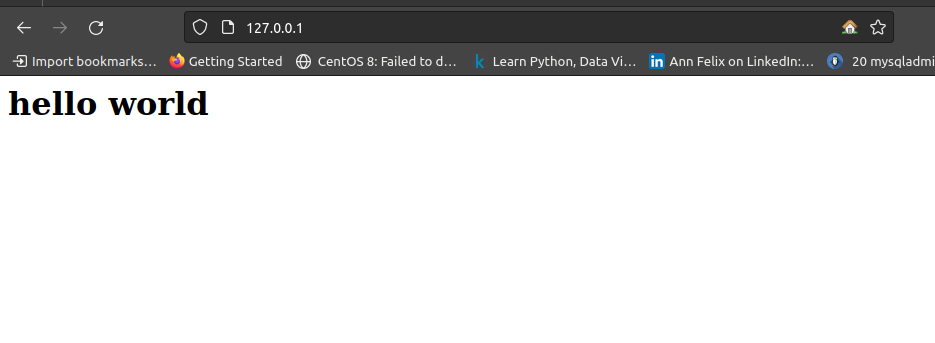 127.0.0.1
Import bookmarks... Getting Started CentOS 8: Failed to d... Learn Python, Data Vi... in Ann Felix on LinkedIn:... 20 mysqladmi
hello world